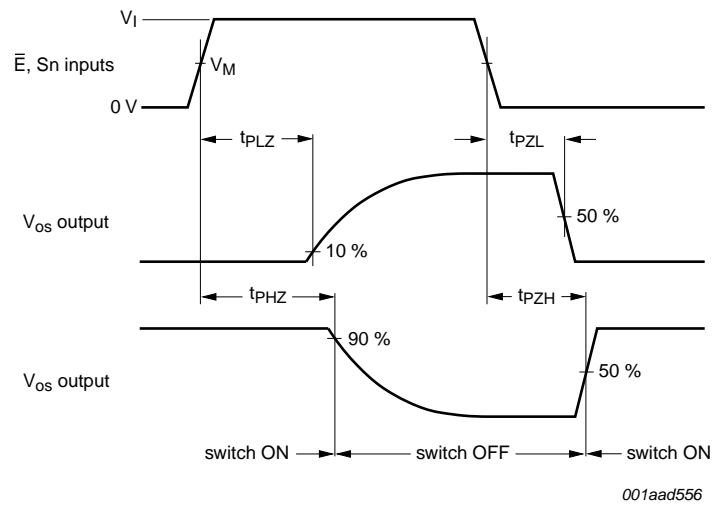 V_I
E̅, Sn inputs
V_M
0 V
t_PLZ
t_PZL
V_os output
50 %
10 %
t_PHZ
t_PZH
90 %
V_os output
50 %
switch ON
switch OFF
switch ON
001aad556